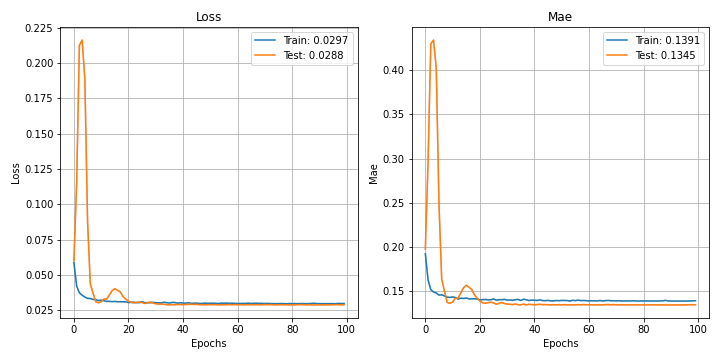 Loss
Train: 0.0297
Test: 0.0288
Loss
0.225
0.200
0.175
0.150
0.125
0.100
0.075
0.050
0.025
0
20
40
60
80
100
Epochs
Mae
Train: 0.1391
Test: 0.1345
Mae
0.40
0.35
0.30
0.25
0.20
0.15
0
20
40
60
80
100
Epochs